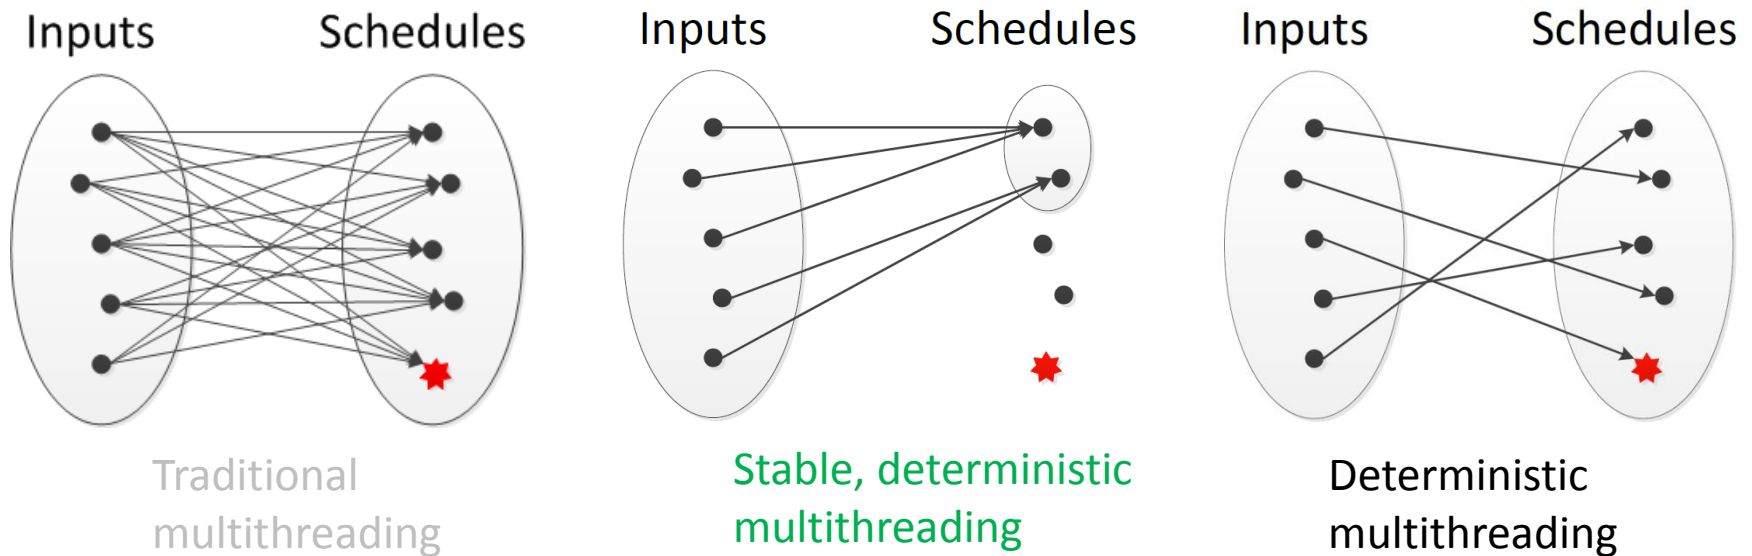 Inputs
Schedules
Inputs
Schedules
Inputs
Schedules
Traditional
multithreading
Stable, deterministic
multithreading
Deterministic
multithreading